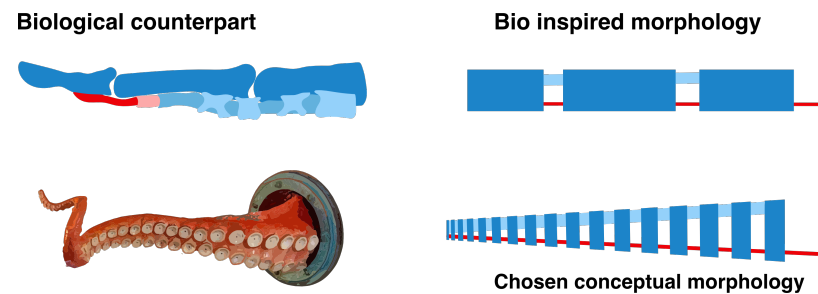 Biological counterpart
Bio inspired morphology
Chosen conceptual morphology